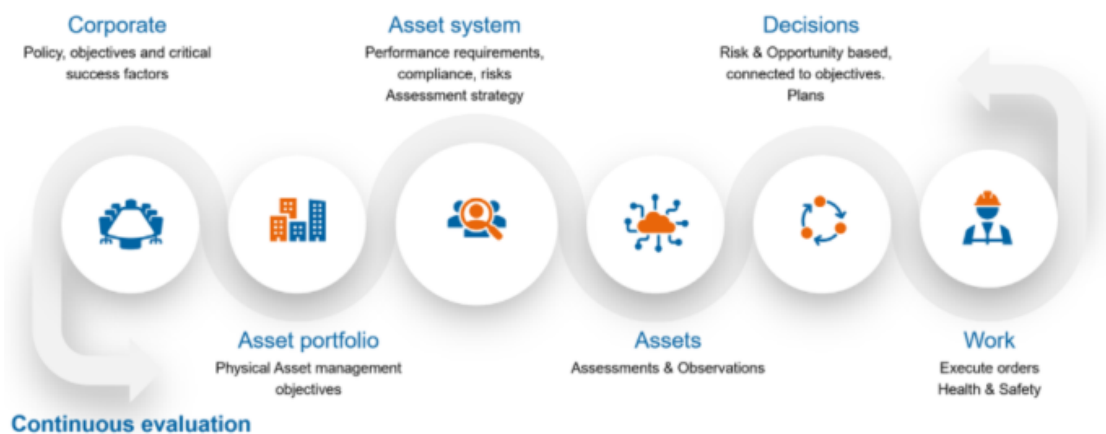 Corporate
Policy, objectives and critical
success factors
Asset system
Performance requirements,
compliance, risks
Assessment strategy
Decisions
Risk & Opportunity based,
connected to objectives.
Plans
Asset portfolio
Physical Asset management
objectives
Assets
Assessments & Observations
Work
Execute orders
Health & Safety
Continuous evaluation